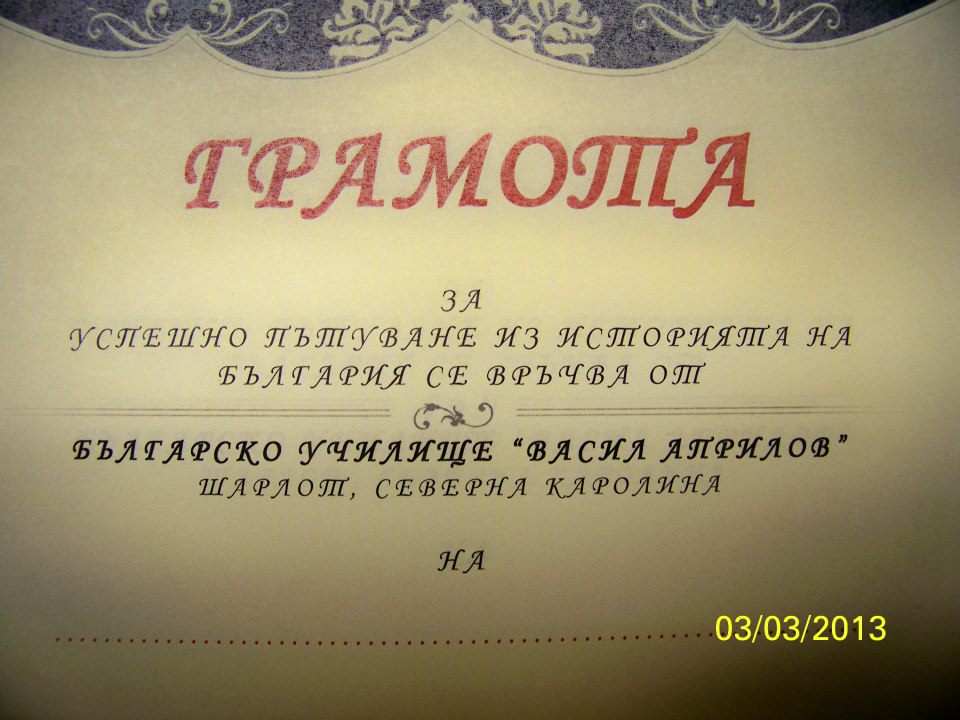 ГРАМОТА
ЗА
УСПЕШНО ПЪТУВАНЕ ИЗ ИСТОРИЯТА НА
БЪЛГАРИЯ СЕ ВРЪЧВА ОТ
БЪЛГАРСКО УЧИЛИЩЕ “ВАСИЛ АПРИЛОВ”
ШАРЛОТ, СЕВЕРНА КАРОЛИНА
НА
03/03/2013